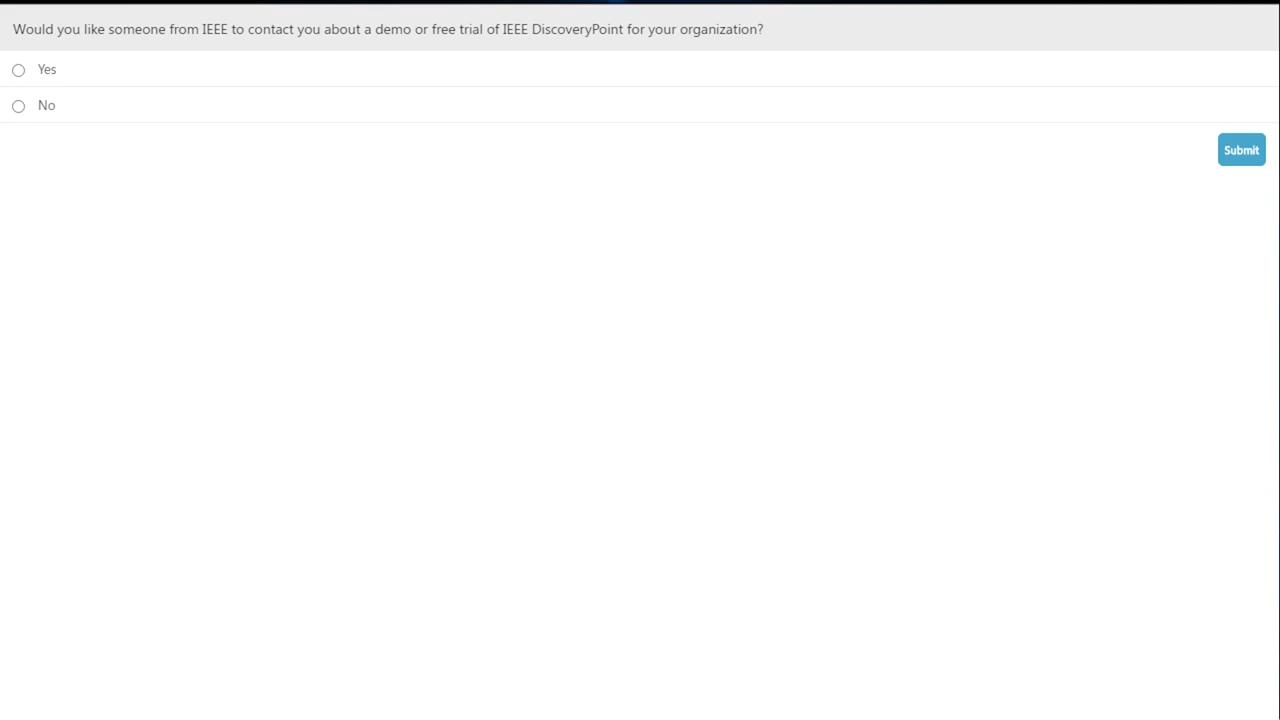 Would you like someone from IEEE to contact you about a demo or free trial of IEEE DiscoveryPoint for your organization?
Yes
No
Submit